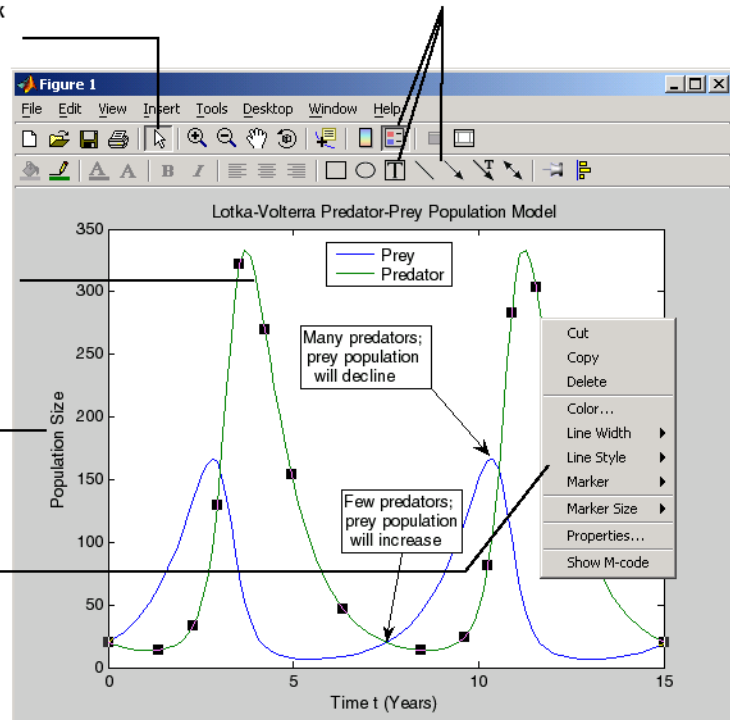 x
Figure 1
File Edit View Insert Tools Desktop Window Help
T
A A B I T T
Lotka-Volterra Predator-Prey Population Model
350
300
250
200
150
100
50
0
Population Size
Prey
Predator
Many predators;
prey population
will decline
Few predators;
prey population
will increase
Cut
Copy
Delete
Color...
Line Width
Line Style
Marker
Marker Size
Properties...
Show M-code
0 5 10 15
Time t (Years)